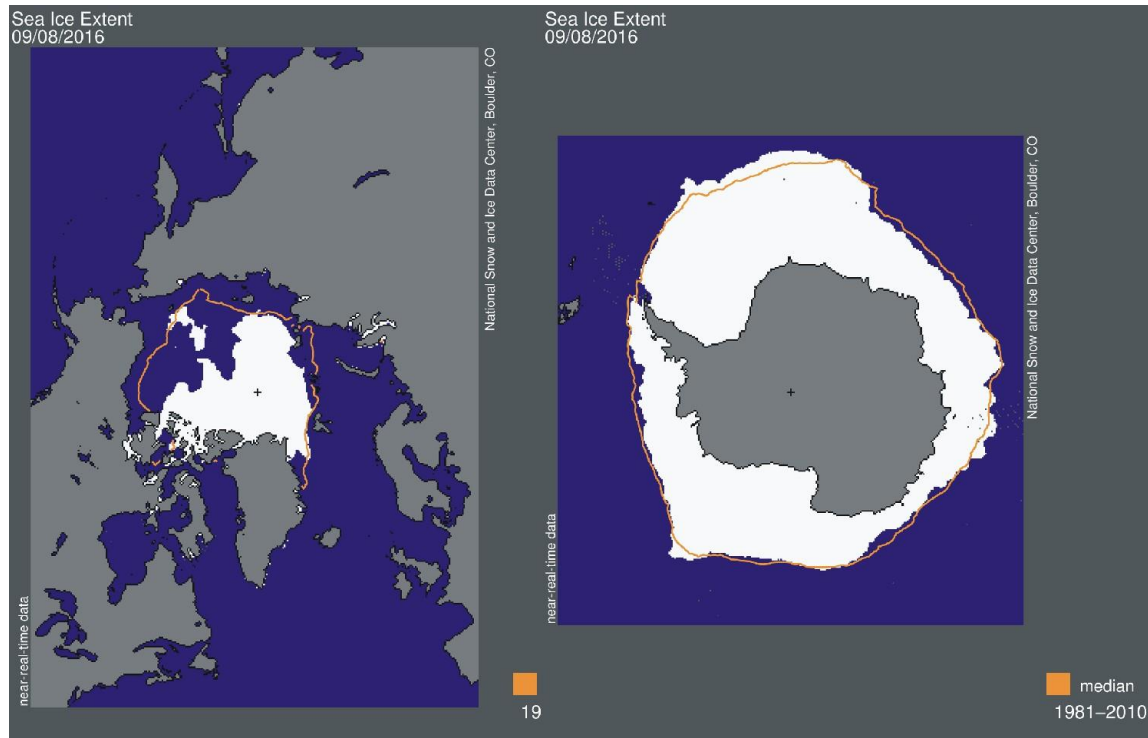 Sea Ice Extent
09/08/2016
National Snow and Ice Data Center, Boulder, CO
near-real-time data
19
Sea Ice Extent
09/08/2016
National Snow and Ice Data Center, Boulder, CO
near-real-time data
median
1981–2010